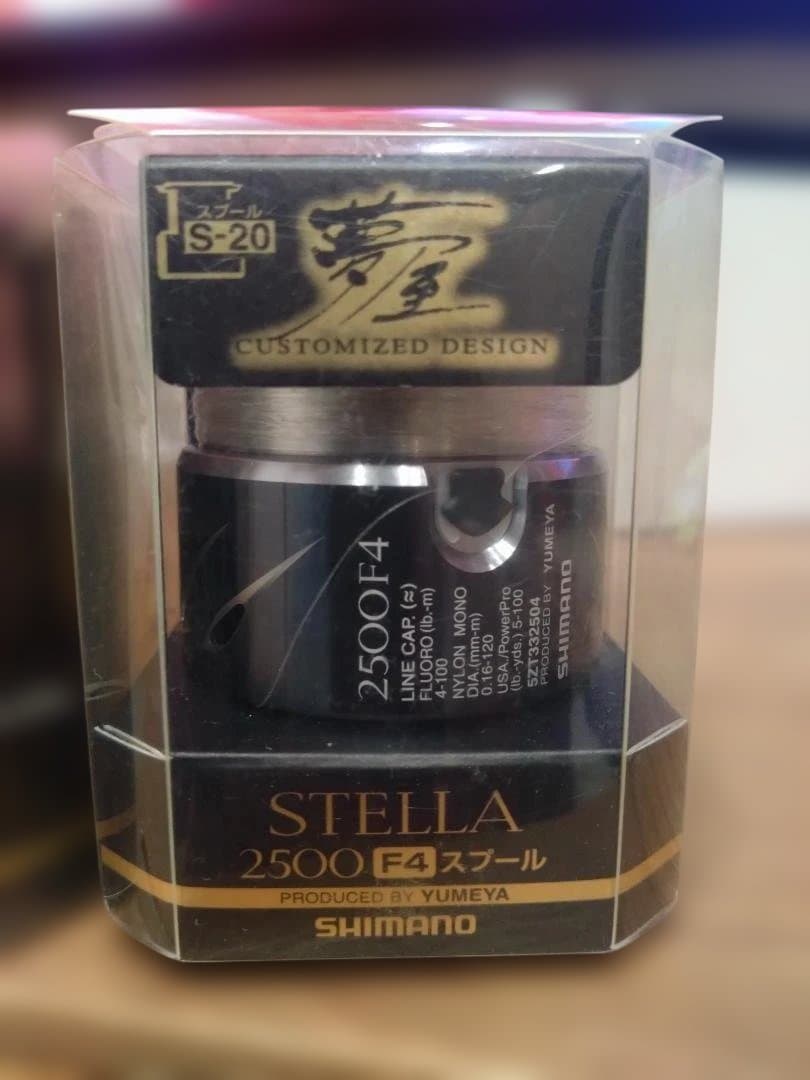 スプール
S-20
夢屋
CUSTOMIZED DESIGN
2500F4
LINE CAP. (≈)
FLUORO (lb.-m)
4-100
NYLON MONO
DIA. (mm-m)
0.16-120
USA./PowerPro
(lb.-yds.) 5-100
5ZT332504
PRODUCED BY YUMEYA
SHIMANO
STELLA
2500 F4 スプール
PRODUCED BY YUMEYA
SHIMANO